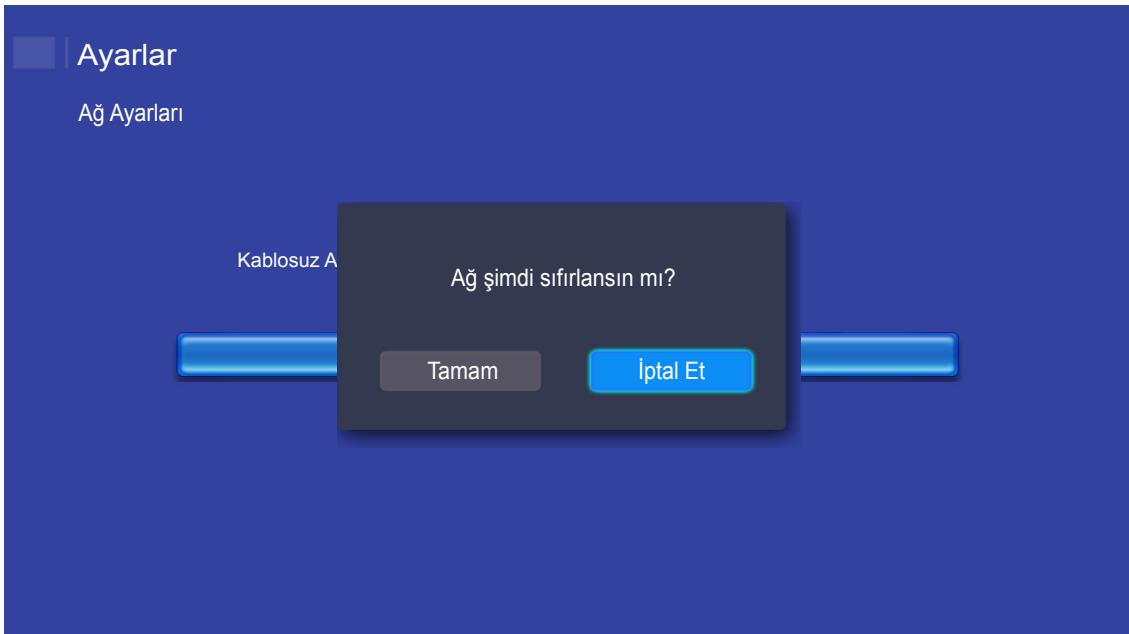 Ayarlar
Ağ Ayarları
Kablosuz A
Ağ şimdi sıfırlansın mı?
Tamam
İptal Et